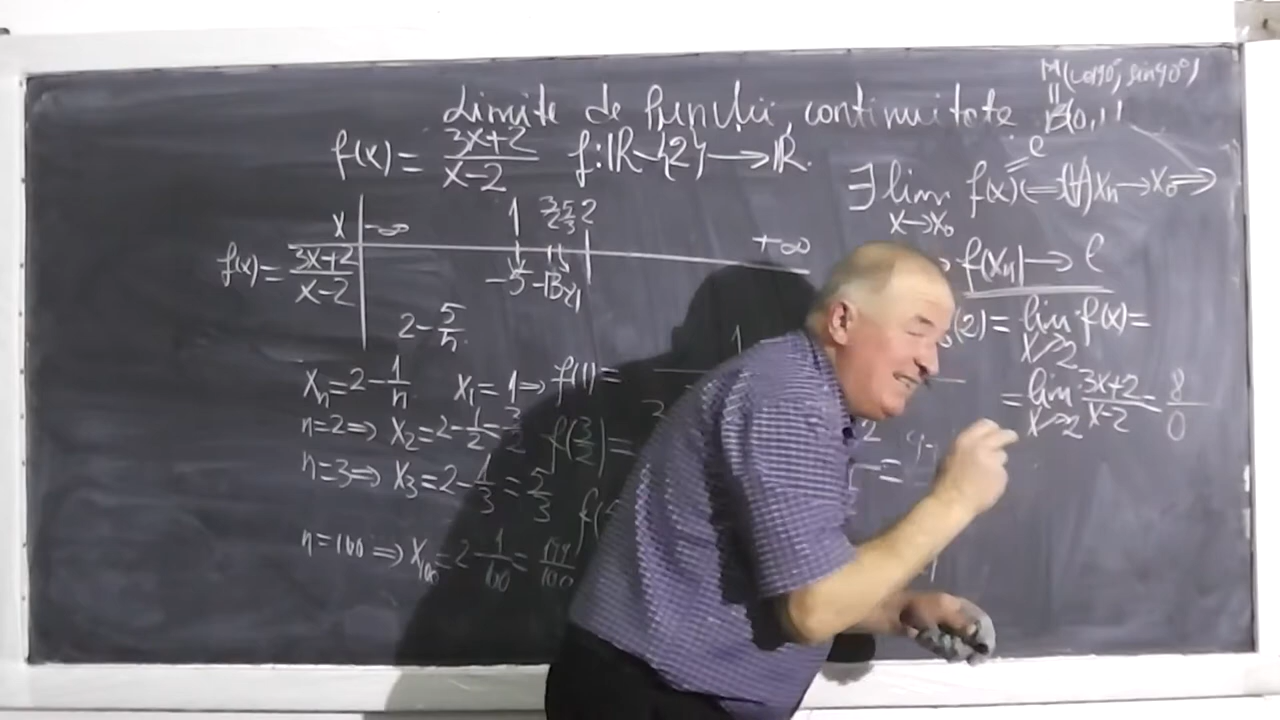 Limite de funcții, continuitate
M(cos90°, sin90°)
||
B(0,1)
f(x)= (3x+2)/(x-2) f:ℝ-{2}→ℝ.
x | -∞ 1 3/2 5/3 2 +∞
f(x)= (3x+2)/(x-2) | -5 -13 -21
2-5/n
xₙ=2-1/n x₁=1⇒ f(1)=
n=2⇒ x₂=2-1/2=3/2 f(3/2)=
n=3⇒ x₃=2-1/3=5/3 f(
n=100⇒ x₁₀₀=2-1/100=199/100
∃ lim x→x₀ f(x)=ℓ ⇐(∀)xₙ→x₀⇒
f(xₙ)→ℓ
(2)= lim x↗2 f(x)=
= lim x↗2 (3x+2)/(x-2)=8/0